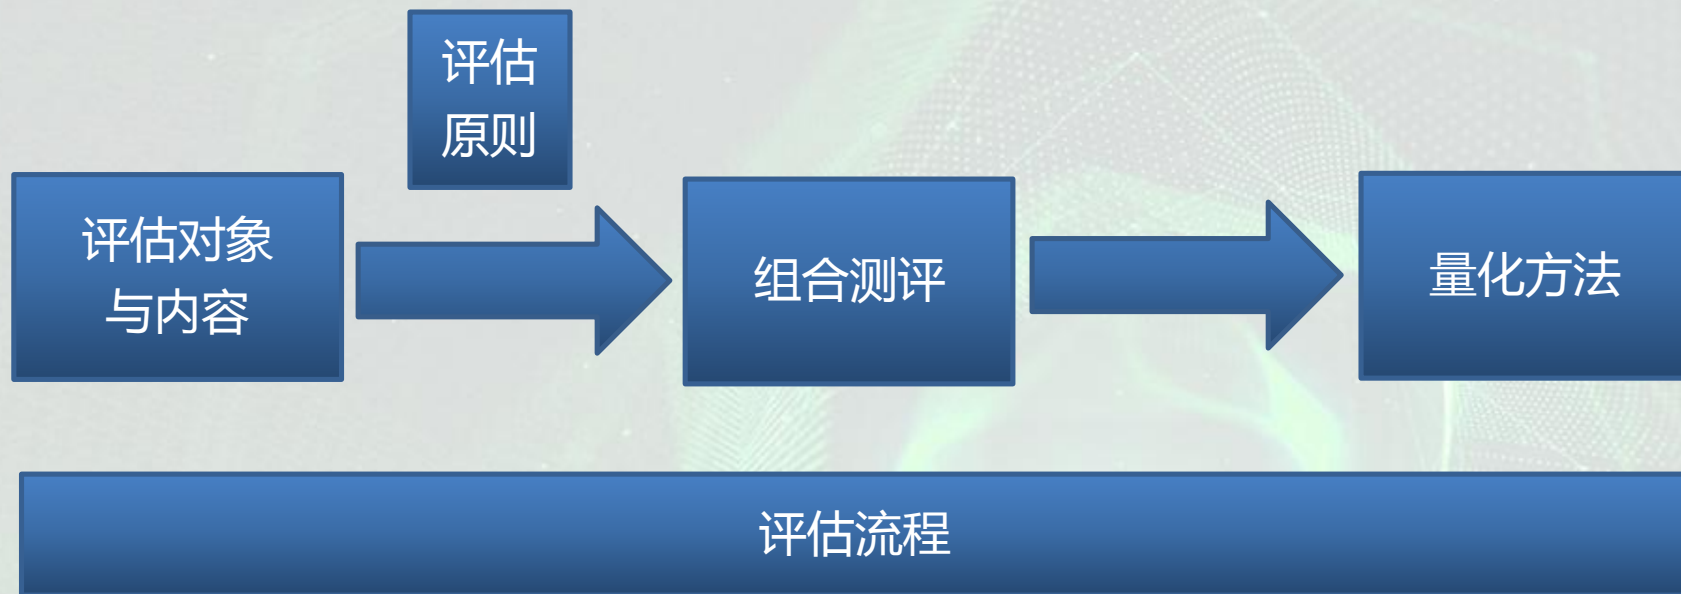 评估
原则
评估对象
与内容
组合测评
量化方法
评估流程